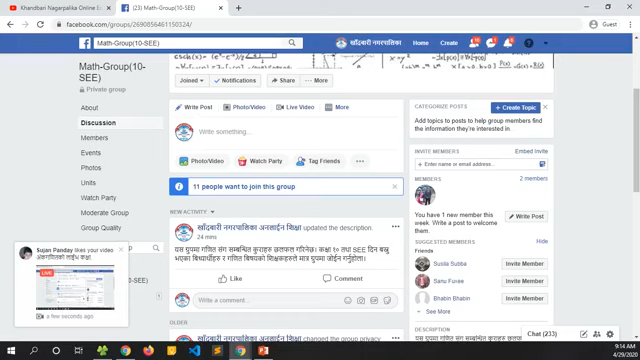 Khandbari Nagarpalika Online E
(23) Math-Group(10-SEE)
facebook.com/groups/2690856461150324/
Guest
Math-Group(10-SEE)
खाँदबारी नगरपालिका
Home
Create
Math-Group(10-
SEE)
Private group
About
Discussion
Members
Events
Photos
Units
Watch Party
Moderate Group
Group Quality
Joined
Notifications
Share
More
Write Post
Photo/Video
Live Video
More
Write something...
Photo/Video
Watch Party
Tag Friends
11 people want to join this group
NEW ACTIVITY
खाँदबारी नगरपालिका अनलाईन शिक्षा updated the description.
24 mins
यस ग्रुपमा गणित संग सम्बन्धित कुराहरु छलफल गरिनेछ। कक्षा १० तथा SEE दिन बस्नु
भएका बिध्यार्थीहरु र गणित बिषयको शिक्षकहरुले मात्र ग्रुपमा जोईन गर्नुहोला।
Like
Comment
Write a comment...
OLDER
खाँदबारी नगरपालिका अनलाईन शिक्षा changed the group privacy
CATEGORIZE POSTS
+ Create Topic
Add topics to posts to help group members find
the information they're interested in.
INVITE MEMBERS
Embed Invite
+ Enter name or email address...
MEMBERS
2 members
You have 1 new member this
week. Write a post to welcome
them.
Write Post
SUGGESTED MEMBERS
Hide
Friends
Susila Subba
Invite Member
Sanu Furee
Invite Member
Bhabin Bhabin
Invite Member
See More
DESCRIPTION
Chat (233)
Sujan Panday likes your video
LIVE
a few seconds ago
9:14 AM
4/29/2020